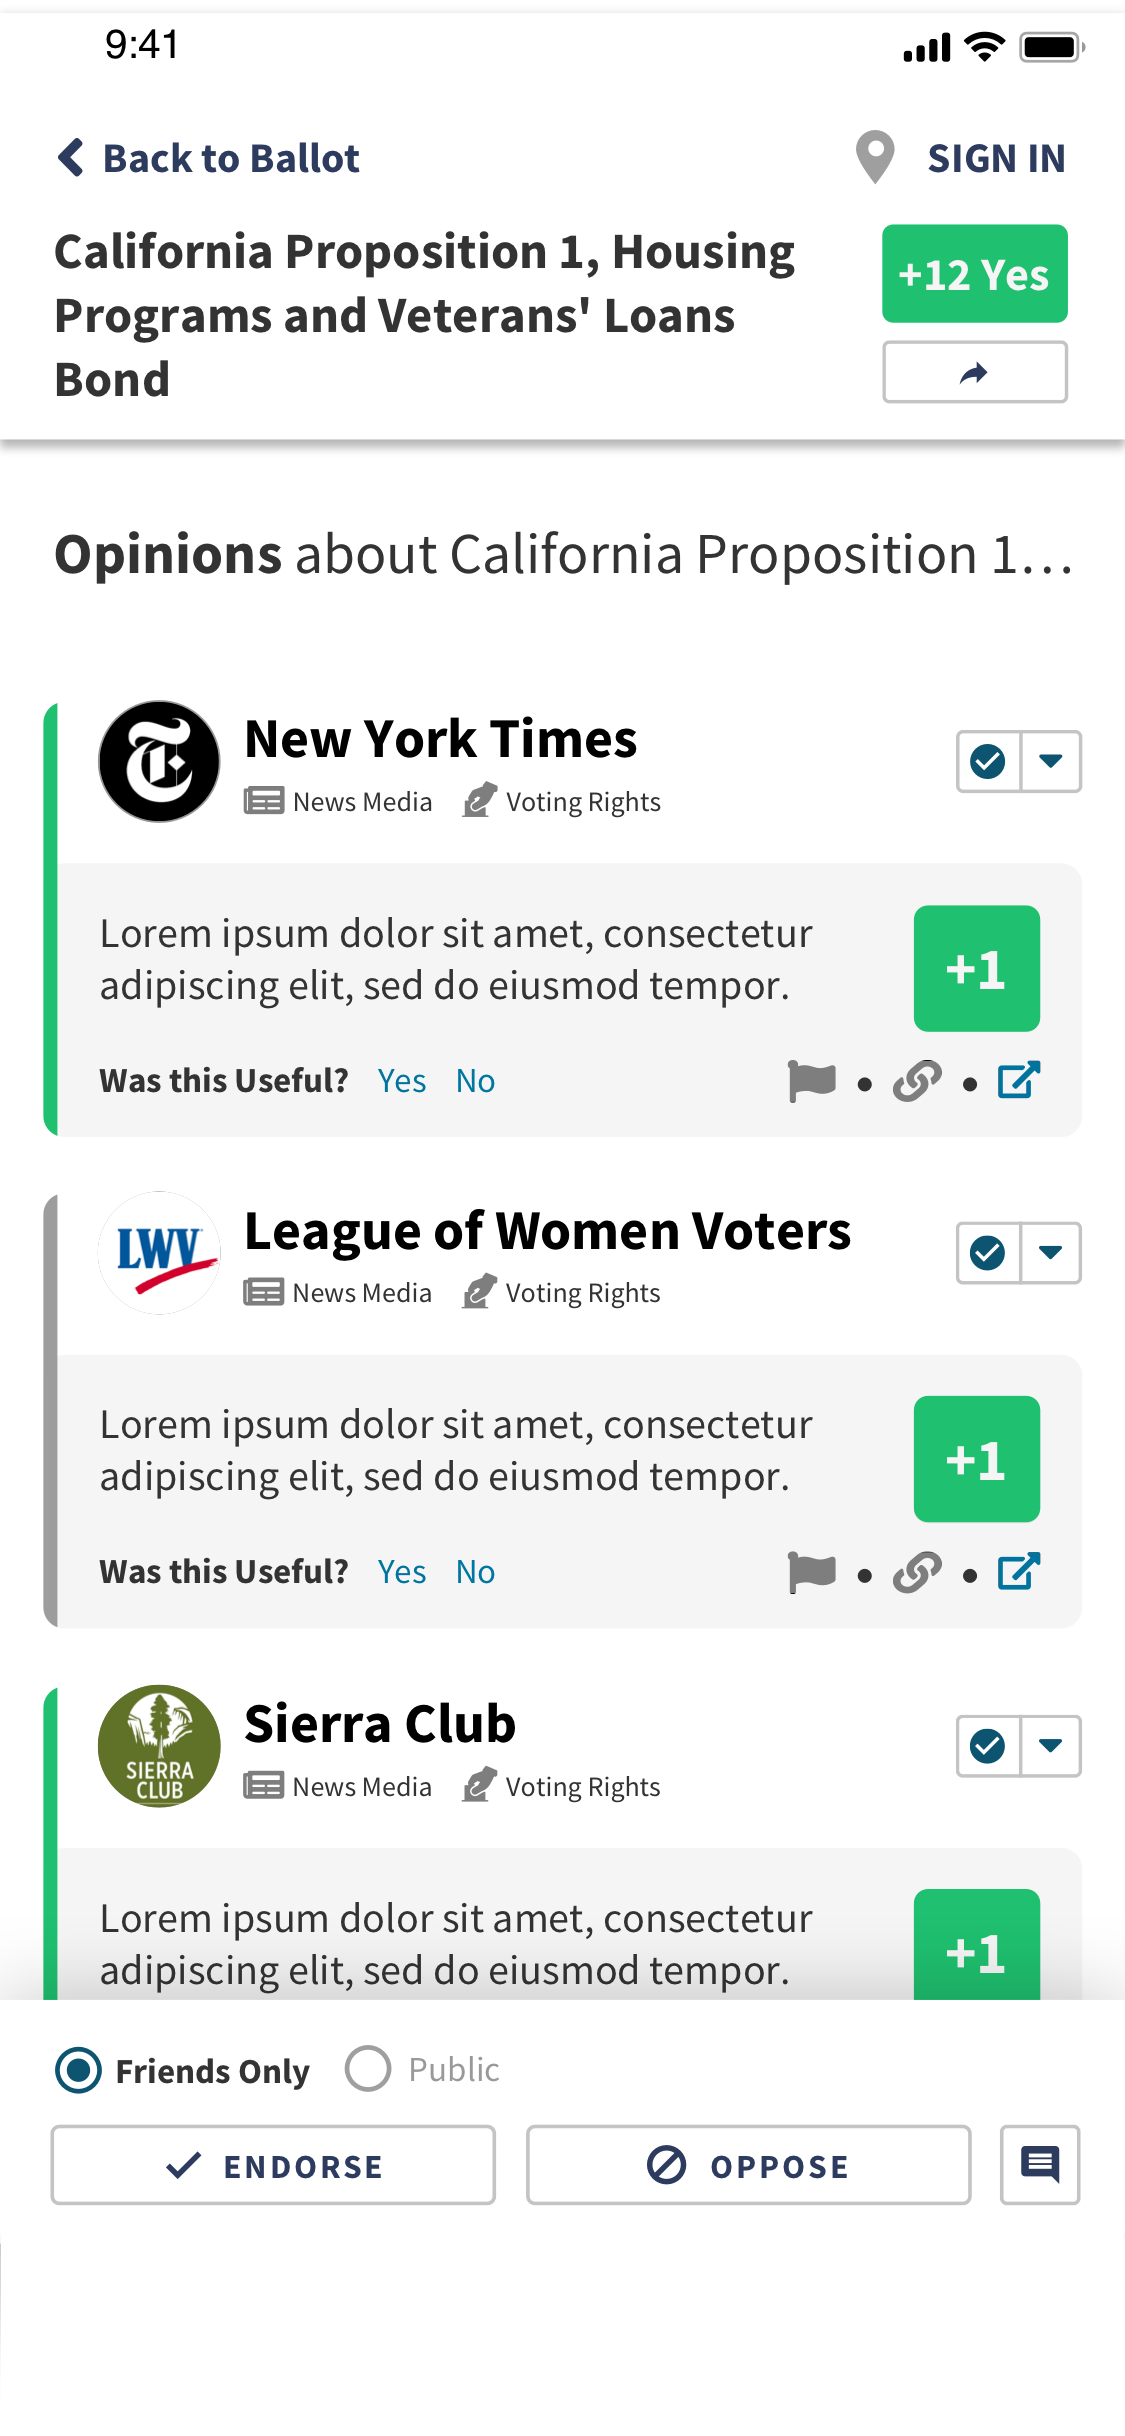 9:41
Back to Ballot
SIGN IN
California Proposition 1, Housing
Programs and Veterans' Loans
Bond
+12 Yes
Opinions about California Proposition 1...
New York Times
News Media Voting Rights
Lorem ipsum dolor sit amet, consectetur
adipiscing elit, sed do eiusmod tempor.
+1
Was this Useful? Yes No
LWV
League of Women Voters
News Media Voting Rights
Lorem ipsum dolor sit amet, consectetur
adipiscing elit, sed do eiusmod tempor.
+1
Was this Useful? Yes No
SIERRA
CLUB
Sierra Club
News Media Voting Rights
Lorem ipsum dolor sit amet, consectetur
adipiscing elit, sed do eiusmod tempor.
+1
Friends Only Public
ENDORSE
OPPOSE